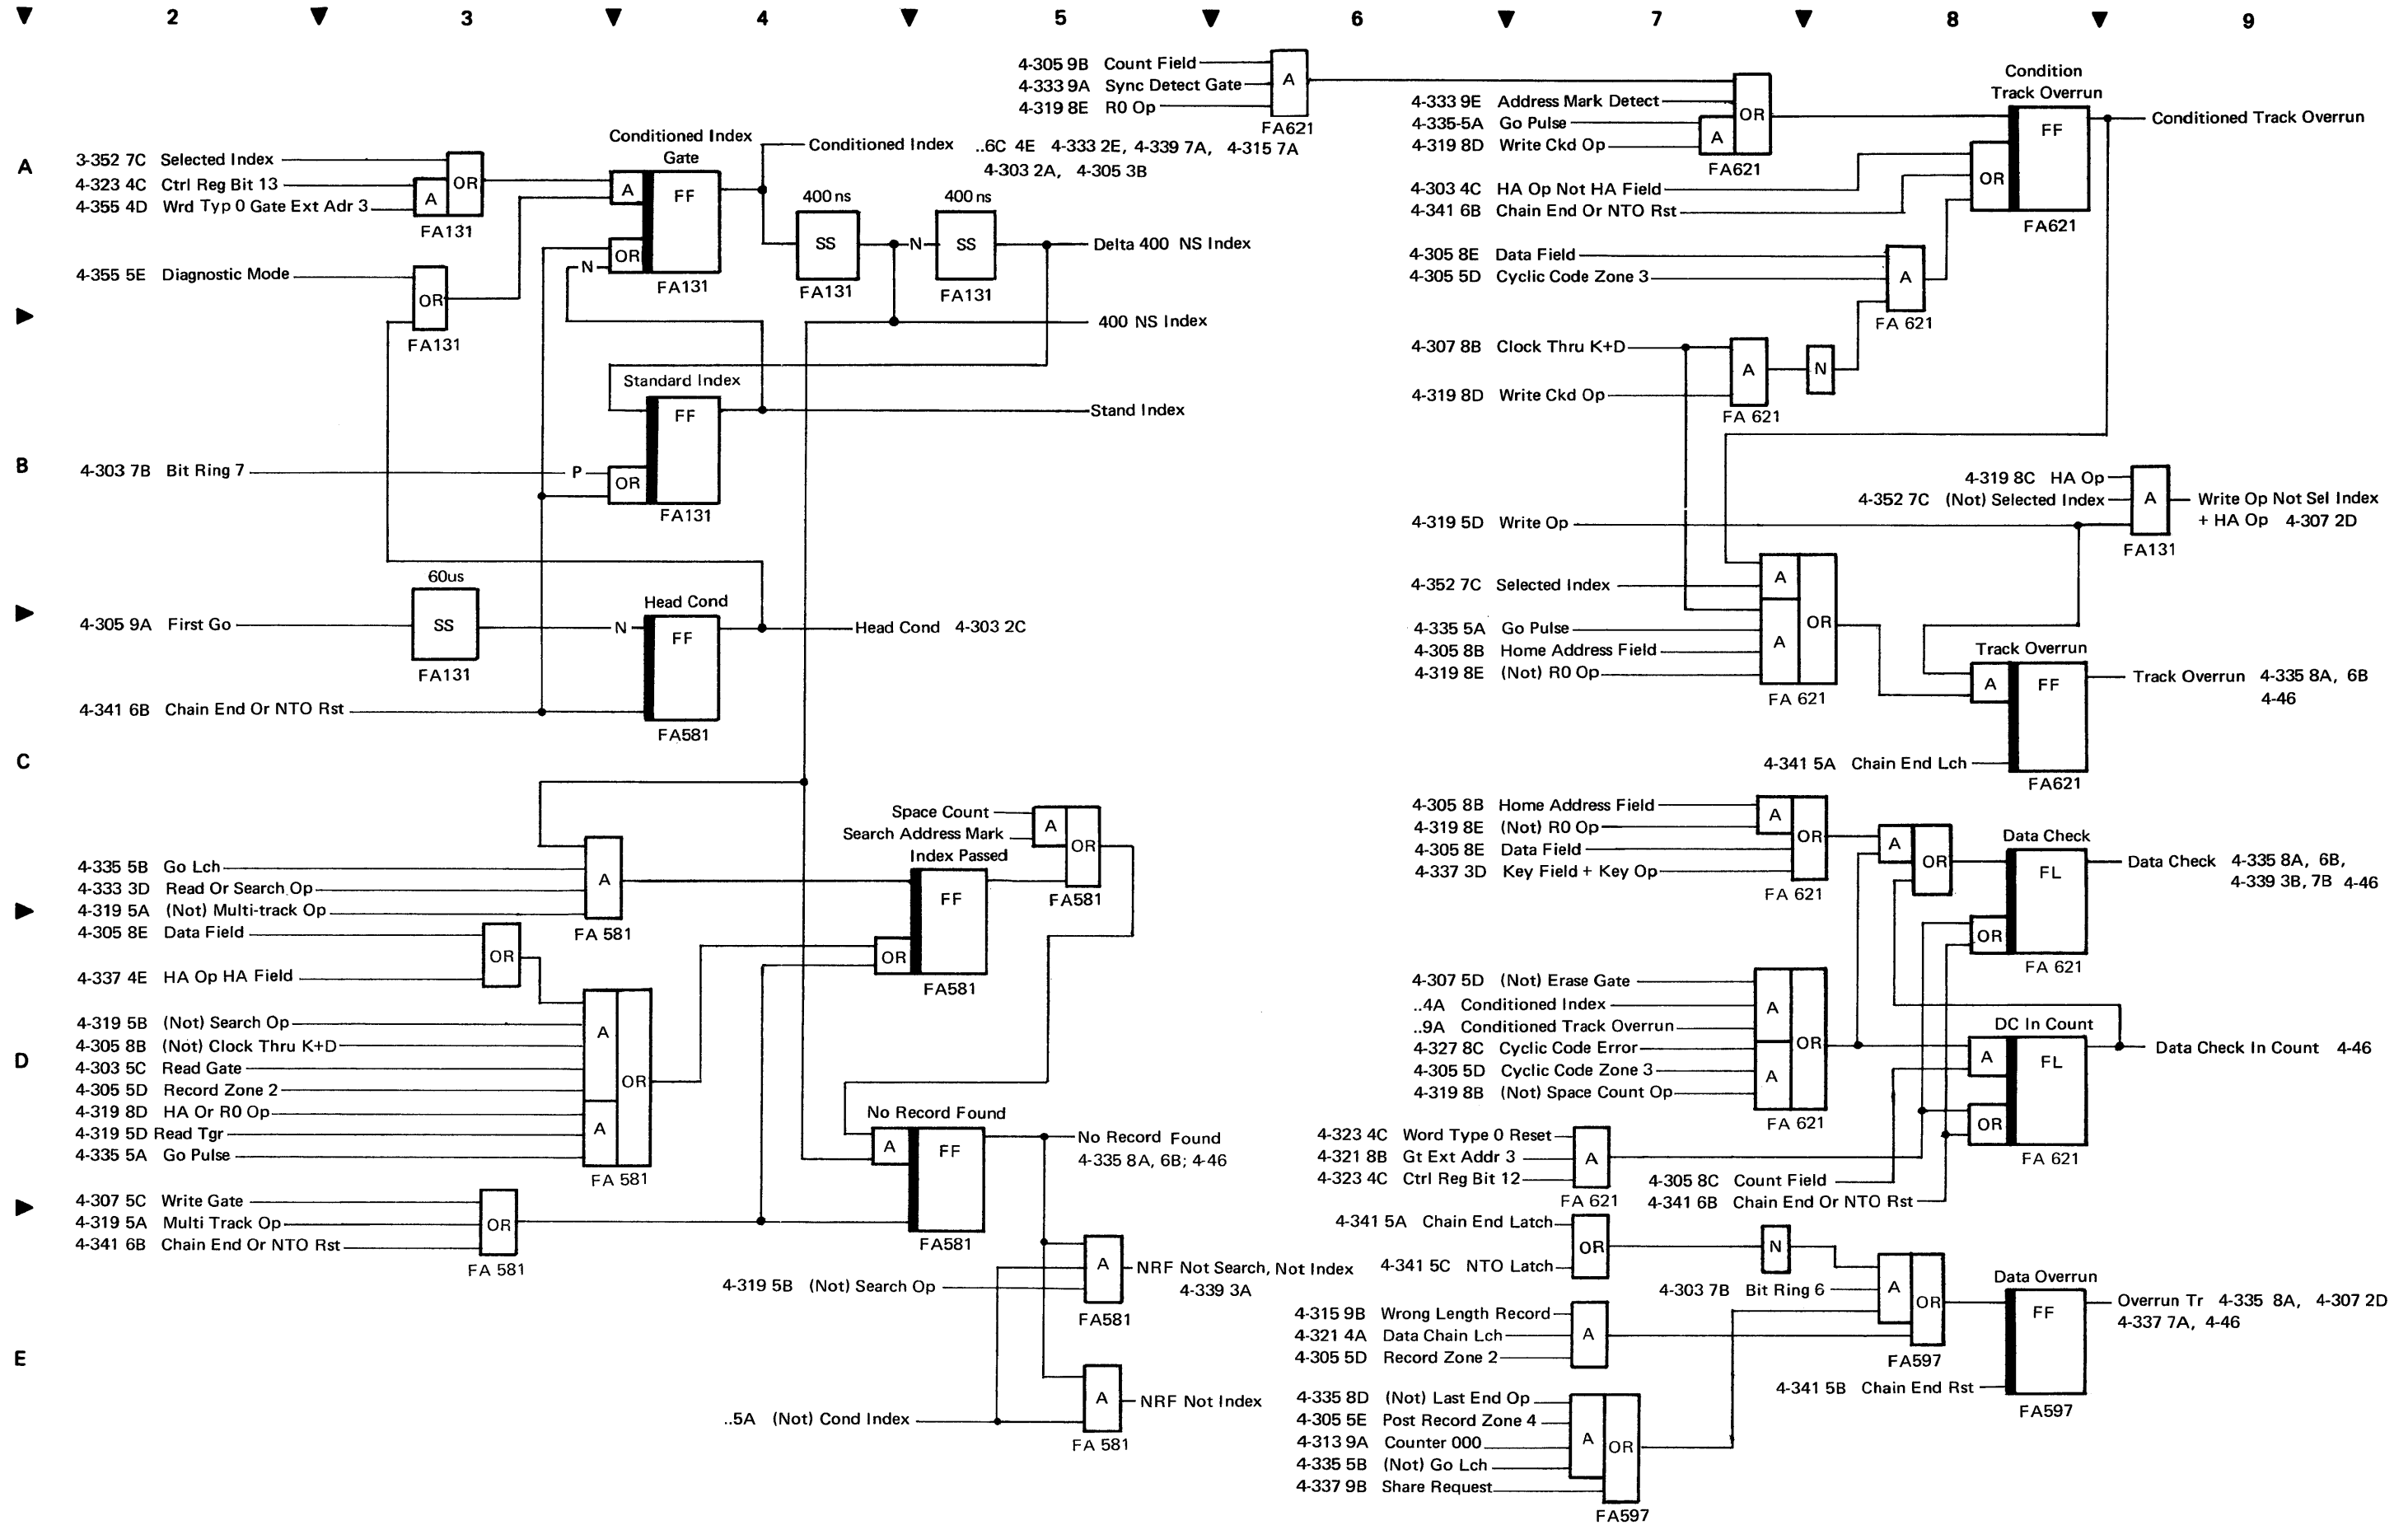 2 3 4 5 6 7 8 9
A
B
C
D
E
3-352 7C Selected Index
4-323 4C Ctrl Reg Bit 13
4-355 4D Wrd Typ 0 Gate Ext Adr 3
A
OR
FA131
4-355 5E Diagnostic Mode
OR
FA131
Conditioned Index
Gate
A
FF
OR
N
FA131
Conditioned Index ..6C 4E 4-333 2E, 4-339 7A, 4-315 7A
4-303 2A, 4-305 3B
400 ns
SS
FA131
N
400 ns
SS
FA131
Delta 400 NS Index
400 NS Index
Standard Index
FF
Stand Index
4-303 7B Bit Ring 7
P
OR
FA131
60us
4-305 9A First Go
SS
FA131
N
Head Cond
FF
Head Cond 4-303 2C
4-341 6B Chain End Or NTO Rst
FA581
4-335 5B Go Lch
4-333 3D Read Or Search Op
4-319 5A (Not) Multi-track Op
A
FA 581
4-305 8E Data Field
4-337 4E HA Op HA Field
OR
4-319 5B (Not) Search Op
4-305 8B (Not) Clock Thru K+D
4-303 5C Read Gate
4-305 5D Record Zone 2
4-319 8D HA Or R0 Op
4-319 5D Read Tgr
4-335 5A Go Pulse
A
A
OR
FA 581
4-307 5C Write Gate
4-319 5A Multi Track Op
4-341 6B Chain End Or NTO Rst
OR
FA 581
Space Count
Search Address Mark
A
OR
FA581
Index Passed
FF
OR
FA581
No Record Found
A
FF
FA581
No Record Found
4-335 8A, 6B; 4-46
4-319 5B (Not) Search Op
A
FA581
NRF Not Search, Not Index
4-339 3A
..5A (Not) Cond Index
A
FA 581
NRF Not Index
4-305 9B Count Field
4-333 9A Sync Detect Gate
4-319 8E R0 Op
A
FA621
4-333 9E Address Mark Detect
4-335-5A Go Pulse
4-319 8D Write Ckd Op
A
OR
FA621
4-303 4C HA Op Not HA Field
4-341 6B Chain End Or NTO Rst
Condition
Track Overrun
FF
OR
FA621
Conditioned Track Overrun
4-305 8E Data Field
4-305 5D Cyclic Code Zone 3
A
FA 621
4-307 8B Clock Thru K+D
4-319 8D Write Ckd Op
A
FA 621
N
4-319 8C HA Op
4-352 7C (Not) Selected Index
A
FA131
Write Op Not Sel Index
+ HA Op 4-307 2D
4-319 5D Write Op
4-352 7C Selected Index
4-335 5A Go Pulse
4-305 8B Home Address Field
4-319 8E (Not) R0 Op
A
A
OR
FA 621
Track Overrun
A
FF
Track Overrun 4-335 8A, 6B
4-46
4-341 5A Chain End Lch
FA621
4-305 8B Home Address Field
4-319 8E (Not) R0 Op
4-305 8E Data Field
4-337 3D Key Field + Key Op
A
OR
FA 621
A
OR
Data Check
FL
OR
FA 621
Data Check 4-335 8A, 6B,
4-339 3B, 7B 4-46
4-307 5D (Not) Erase Gate
..4A Conditioned Index
..9A Conditioned Track Overrun
4-327 8C Cyclic Code Error
4-305 5D Cyclic Code Zone 3
4-319 8B (Not) Space Count Op
A
A
OR
FA 621
DC In Count
A
FL
OR
FA 621
Data Check In Count 4-46
4-323 4C Word Type 0 Reset
4-321 8B Gt Ext Addr 3
4-323 4C Ctrl Reg Bit 12
A
FA 621
4-305 8C Count Field
4-341 6B Chain End Or NTO Rst
4-341 5A Chain End Latch
4-341 5C NTO Latch
OR
N
4-303 7B Bit Ring 6
4-315 9B Wrong Length Record
4-321 4A Data Chain Lch
4-305 5D Record Zone 2
A
A
OR
FA597
Data Overrun
FF
Overrun Tr 4-335 8A, 4-307 2D
4-337 7A, 4-46
4-341 5B Chain End Rst
FA597
4-335 8D (Not) Last End Op
4-305 5E Post Record Zone 4
4-313 9A Counter 000
4-335 5B (Not) Go Lch
4-337 9B Share Request
A
OR
FA597